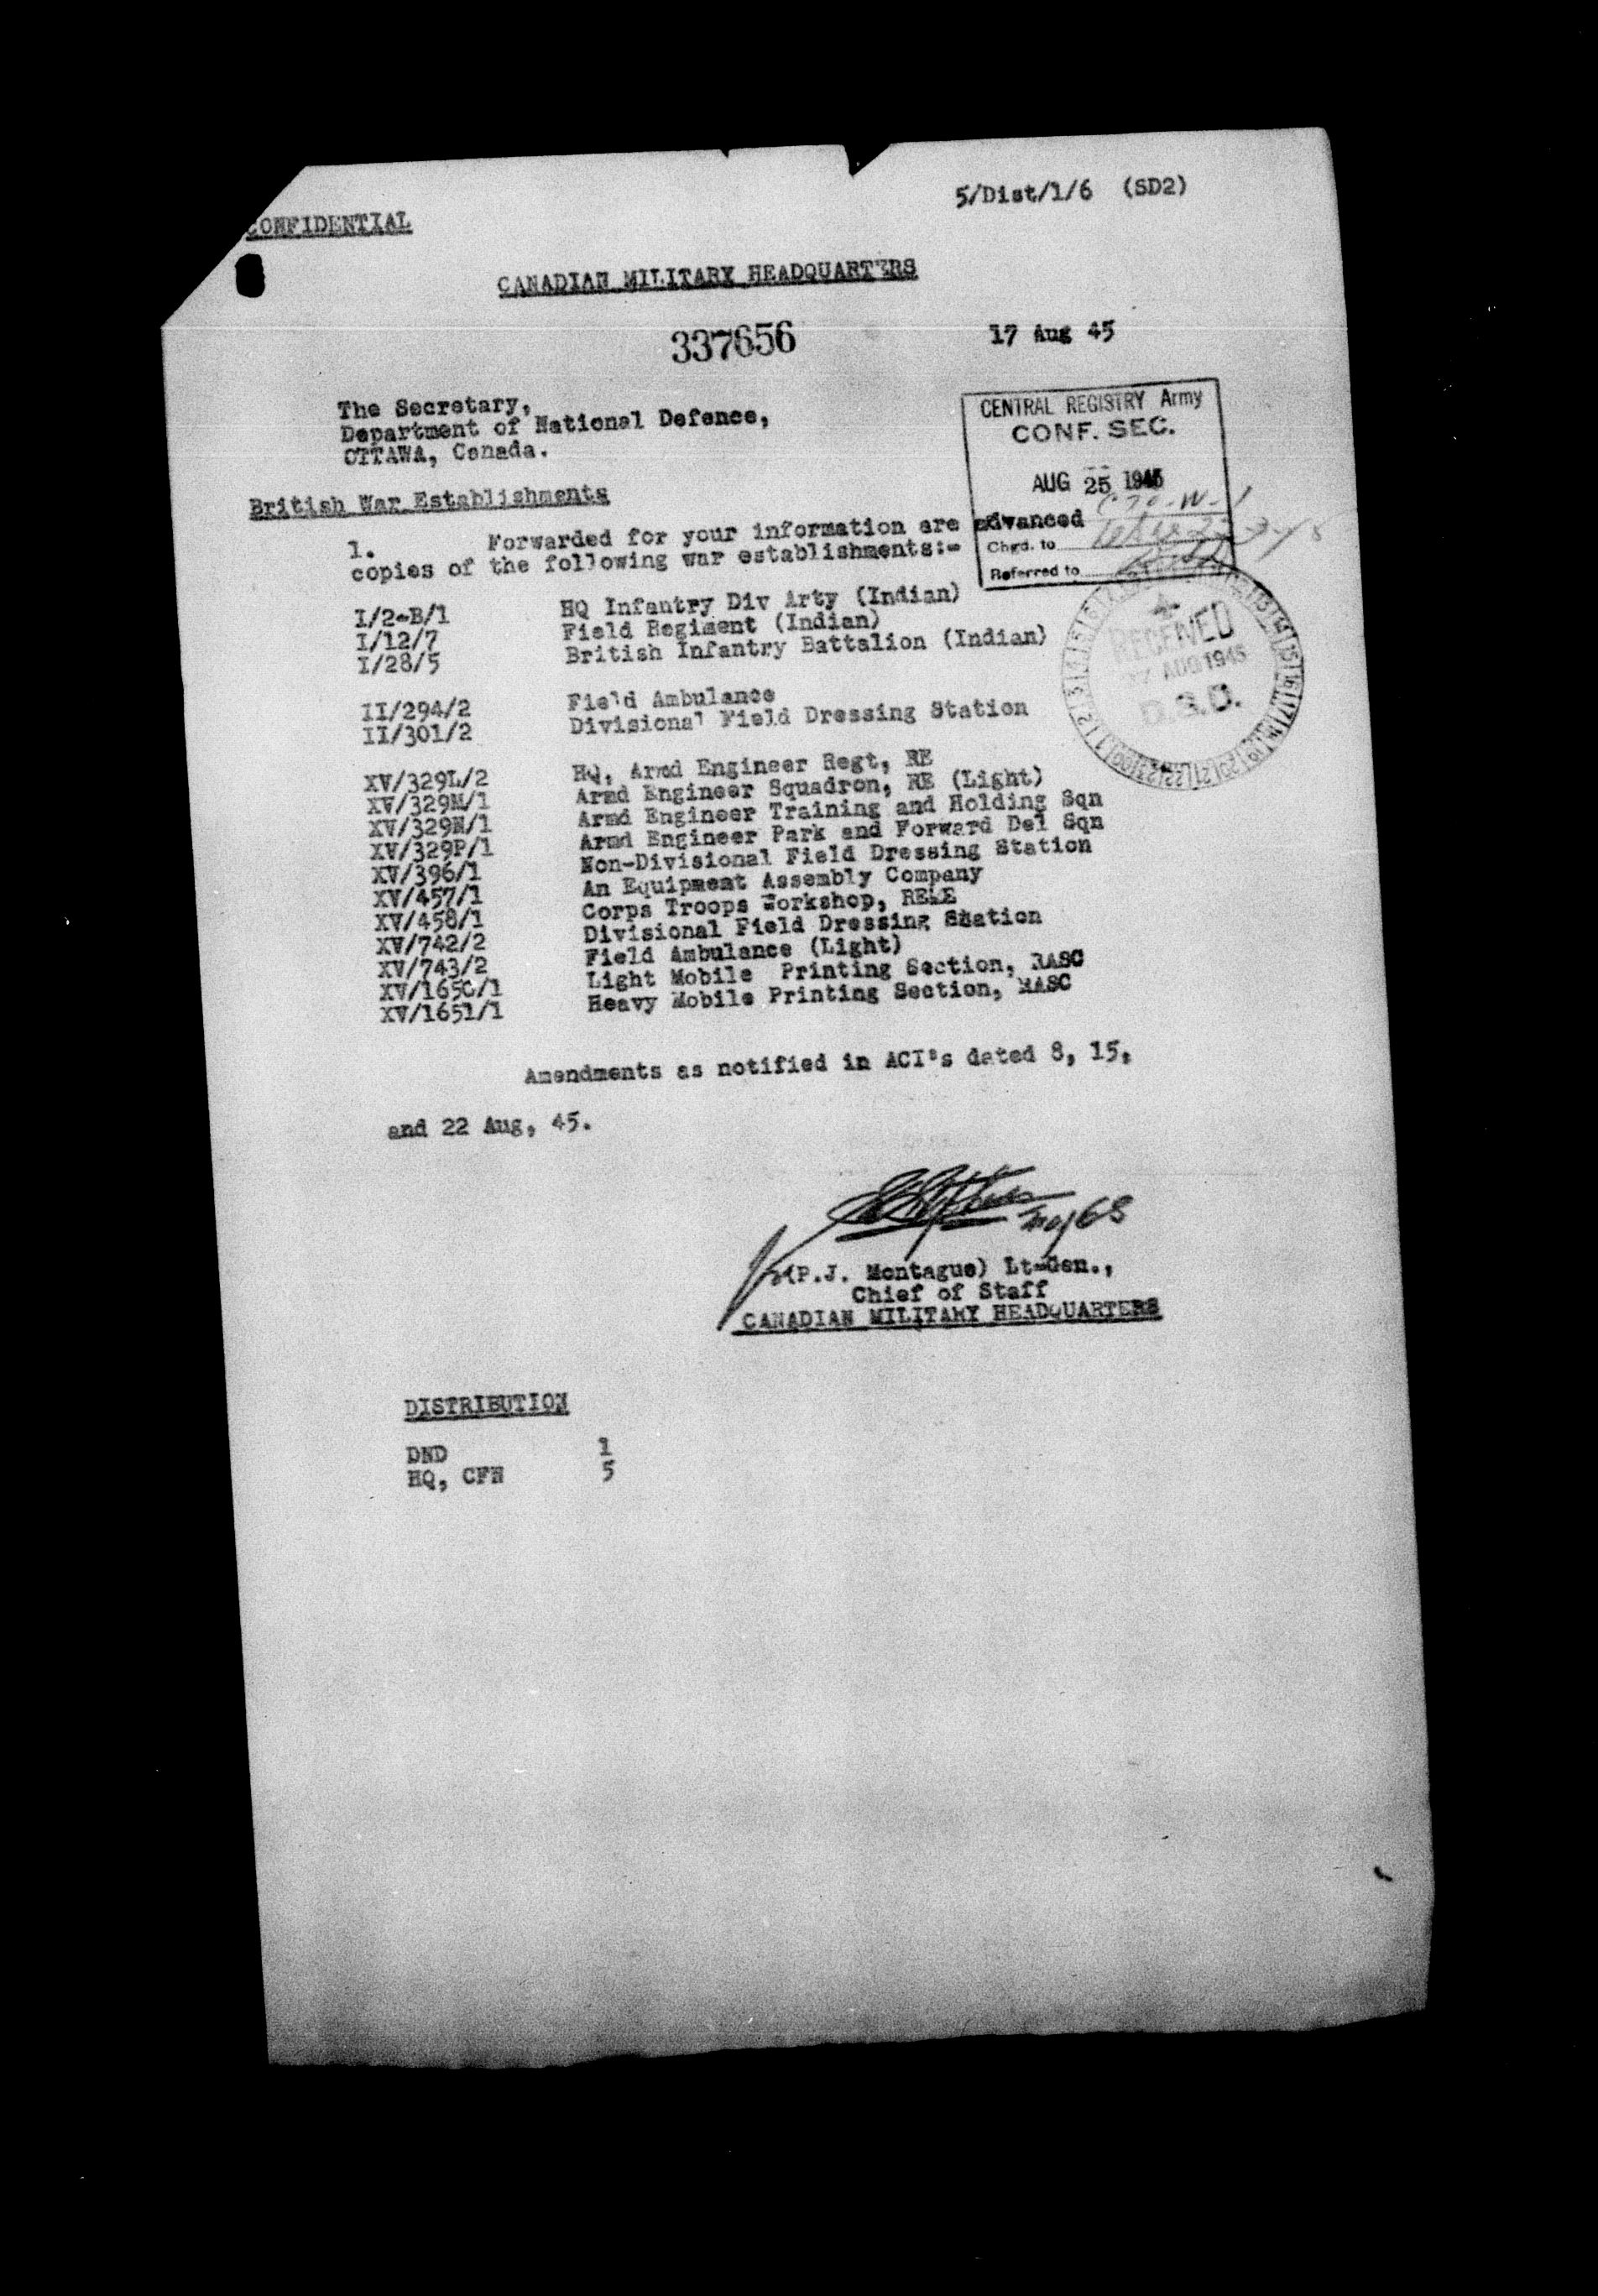 5/Dist/1/6 (SD2)
CONFIDENTIAL
CANADIAN MILITARY HEADQUARTERS
337656
17 Aug 45
The Secretary,
Department of National Defence,
OTTAWA, Canada.
CENTRAL REGISTRY Army
CONF. SEC.
AUG 25 1945
Chgd. to
Referred to
British War Establishments
1. Forwarded for your information are advanced
copies of the following war establishments:-
I/2-B/1 HQ Infantry Div Arty (Indian)
I/12/7 Field Regiment (Indian)
I/28/5 British Infantry Battalion (Indian)
RECEIVED
AUG 1945
D.S.D.
II/294/2 Field Ambulance
II/301/2 Divisional Field Dressing Station
XV/329L/2 HQ, Armd Engineer Regt, RE
XV/329M/1 Armd Engineer Squadron, RE (Light)
XV/329N/1 Armd Engineer Training and Holding Sqn
XV/329P/1 Armd Engineer Park and Forward Del Sqn
XV/396/1 Non-Divisional Field Dressing Station
XV/457/1 An Equipment Assembly Company
XV/458/1 Corps Troops Workshop, REME
XV/742/2 Divisional Field Dressing Station
XV/743/2 Field Ambulance (Light)
XV/1650/1 Light Mobile Printing Section, RASC
XV/1651/1 Heavy Mobile Printing Section, RASC
Amendments as notified in ACI's dated 8, 15,
and 22 Aug, 45.
(P.J. Montague) Lt-Gen.,
Chief of Staff
CANADIAN MILITARY HEADQUARTERS
DISTRIBUTION
DND 1
HQ, CFN 5